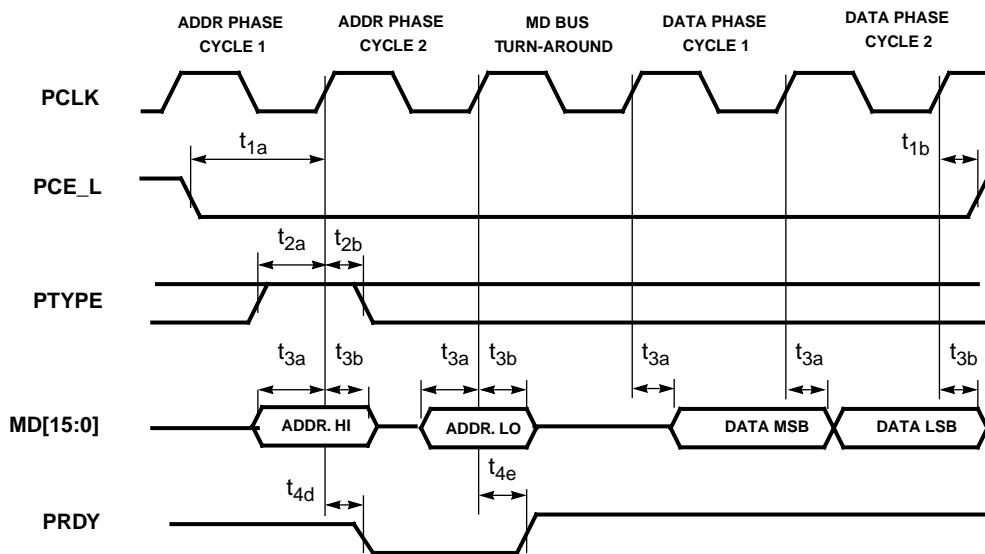 ADDR PHASE CYCLE 1
ADDR PHASE CYCLE 2
MD BUS TURN-AROUND
DATA PHASE CYCLE 1
DATA PHASE CYCLE 2
PCLK
t1a
t1b
PCE_L
t2a
t2b
PTYPE
t3a
t3b
t3a
t3b
t3a
t3a
t3b
MD[15:0]
ADDR. HI
ADDR. LO
DATA MSB
DATA LSB
t4d
t4e
PRDY